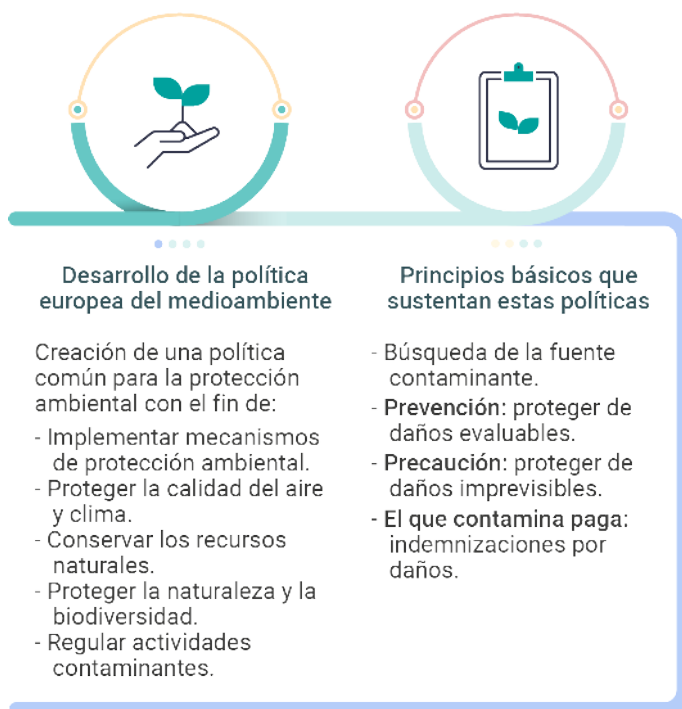 Desarrollo de la política
europea del medioambiente
Creación de una política
común para la protección
ambiental con el fin de:
- Implementar mecanismos
de protección ambiental.
- Proteger la calidad del aire
y clima.
- Conservar los recursos
naturales.
- Proteger la naturaleza y la
biodiversidad.
- Regular actividades
contaminantes.
Principios básicos que
sustentan estas políticas
- Búsqueda de la fuente
contaminante.
- Prevención: proteger de
daños evaluables.
- Precaución: proteger de
daños imprevisibles.
- El que contamina paga:
indemnizaciones por
daños.